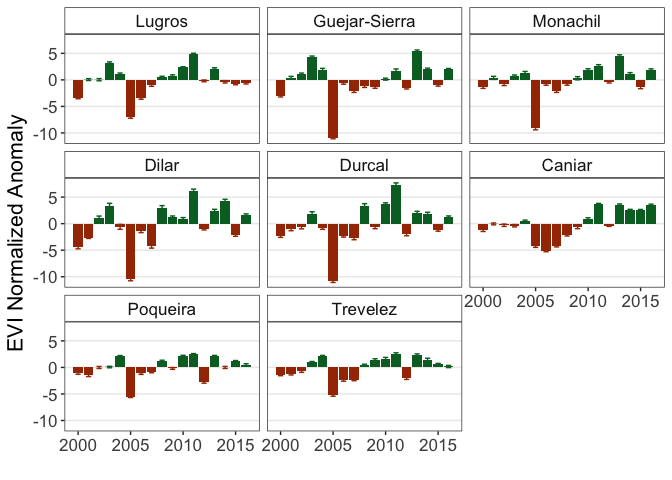 Lugros
Guejar-Sierra
Monachil
5
0
-5
-10
Dilar
Durcal
Caniar
5
0
-5
-10
2000 2005 2010 2015
Poqueira
Trevelez
5
0
-5
-10
2000 2005 2010 2015
2000 2005 2010 2015
EVI Normalized Anomaly